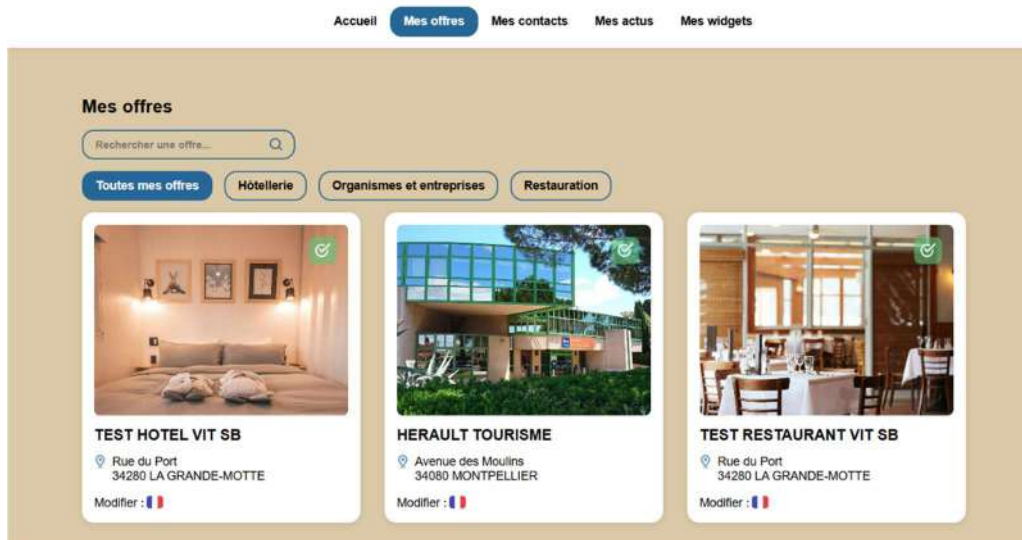 Accueil
Mes offres
Mes contacts
Mes actus
Mes widgets
Mes offres
Rechercher une offre...
Toutes mes offres
Hôtellerie
Organismes et entreprises
Restauration
TEST HOTEL VIT SB
Rue du Port
34280 LA GRANDE-MOTTE
Modifier :
HERAULT TOURISME
Avenue des Moulins
34080 MONTPELLIER
Modifier :
TEST RESTAURANT VIT SB
Rue du Port
34280 LA GRANDE-MOTTE
Modifier :